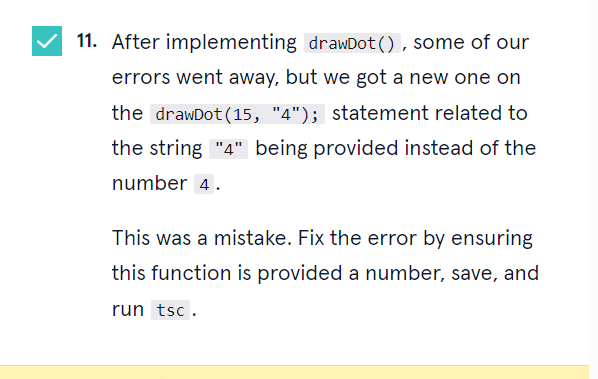 11. After implementing drawDot(), some of our
errors went away, but we got a new one on
the drawDot(15, "4"); statement related to
the string "4" being provided instead of the
number 4.
This was a mistake. Fix the error by ensuring
this function is provided a number, save, and
run tsc.